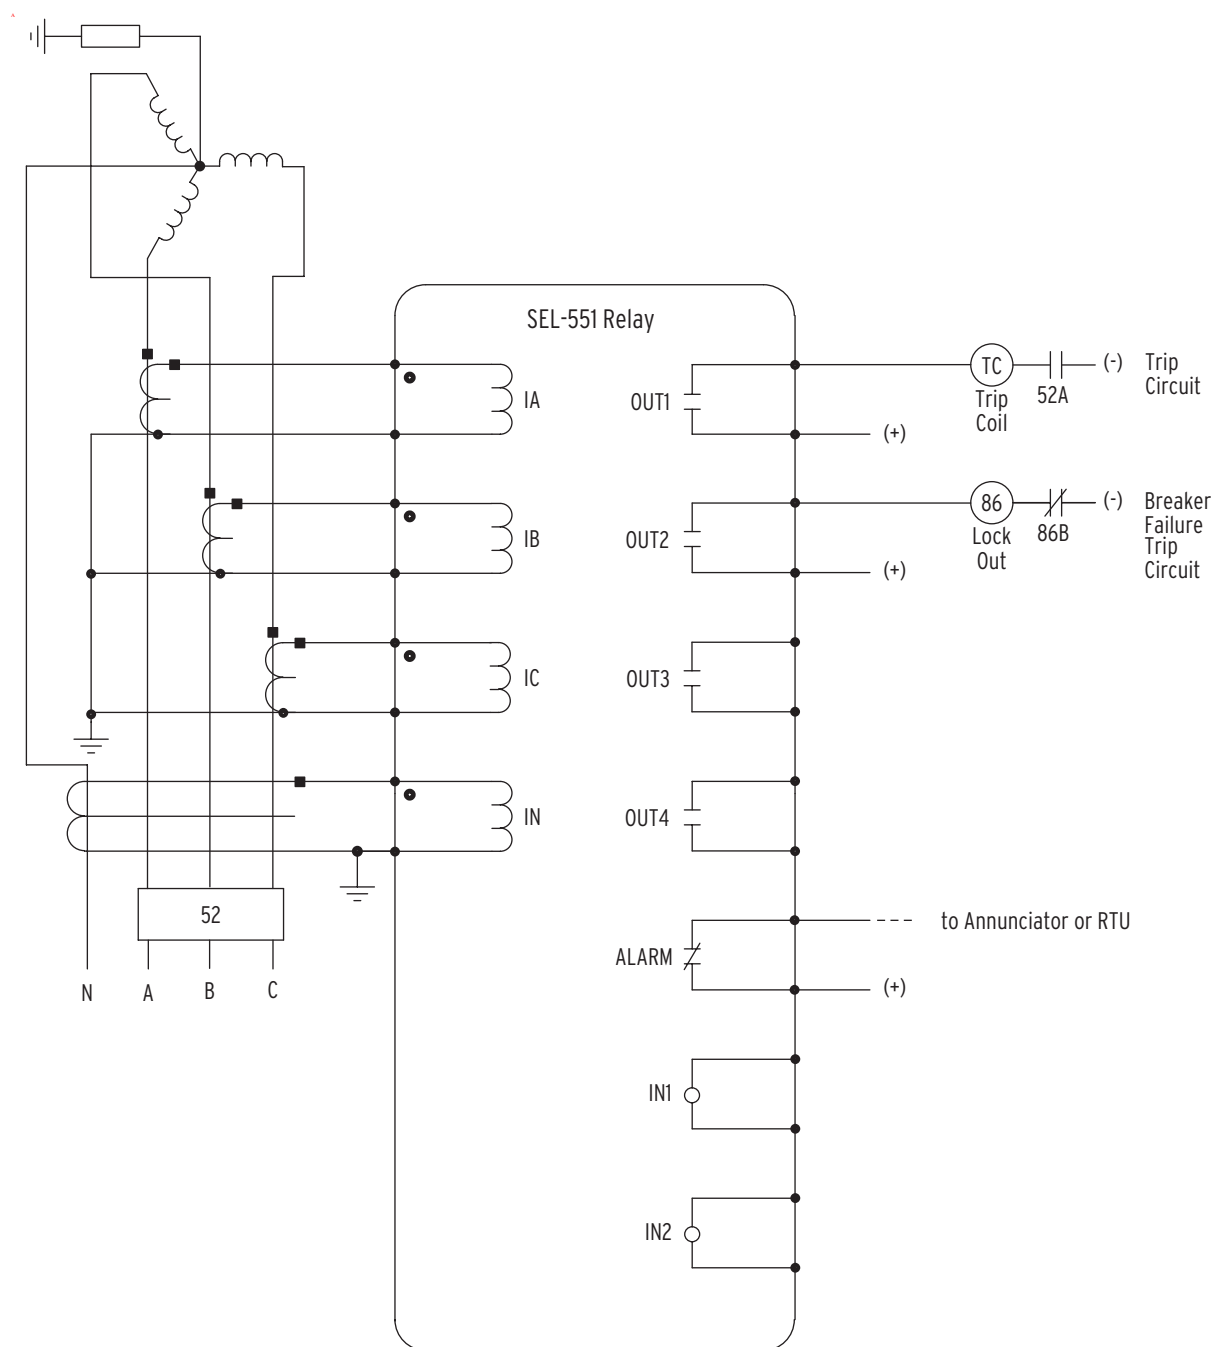 A
SEL-551 Relay
IA
OUT1
TC
Trip
Coil
52A
(-)
Trip
Circuit
(+)
IB
OUT2
86
Lock
Out
86B
(-)
Breaker
Failure
Trip
Circuit
(+)
IC
OUT3
IN
OUT4
52
N
A
B
C
ALARM
to Annunciator or RTU
(+)
IN1
IN2